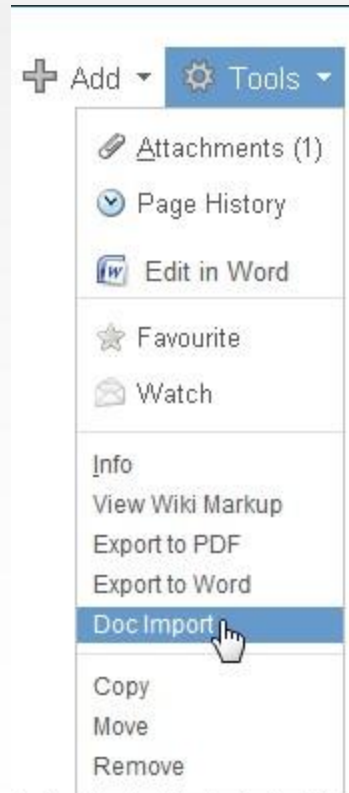 Add Tools
Attachments (1)
Page History
Edit in Word
Favourite
Watch
Info
View Wiki Markup
Export to PDF
Export to Word
Doc Import
Copy
Move
Remove